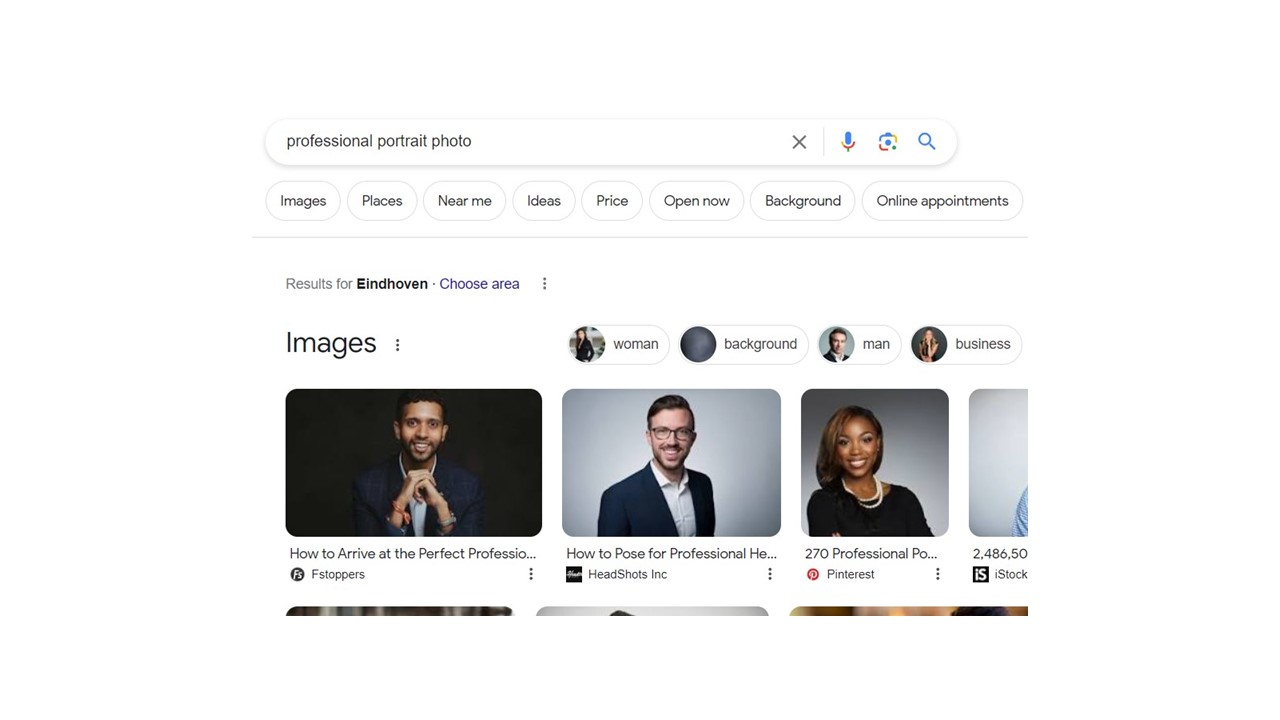 professional portrait photo
Images Places Near me Ideas Price Open now Background Online appointments
Results for Eindhoven · Choose area
Images woman background man business
How to Arrive at the Perfect Professio... How to Pose for Professional He... 270 Professional Po... 2,486,50
Fstoppers HeadShots Inc Pinterest iStock